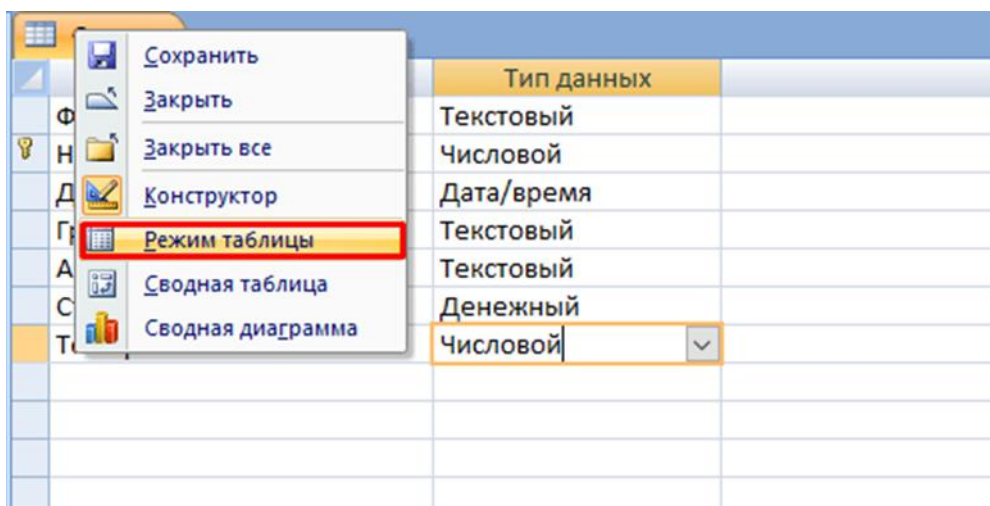 Сохранить
Закрыть
Закрыть все
Конструктор
Режим таблицы
Сводная таблица
Сводная диаграмма
Тип данных
Текстовый
Числовой
Дата/время
Текстовый
Текстовый
Денежный
Числовой